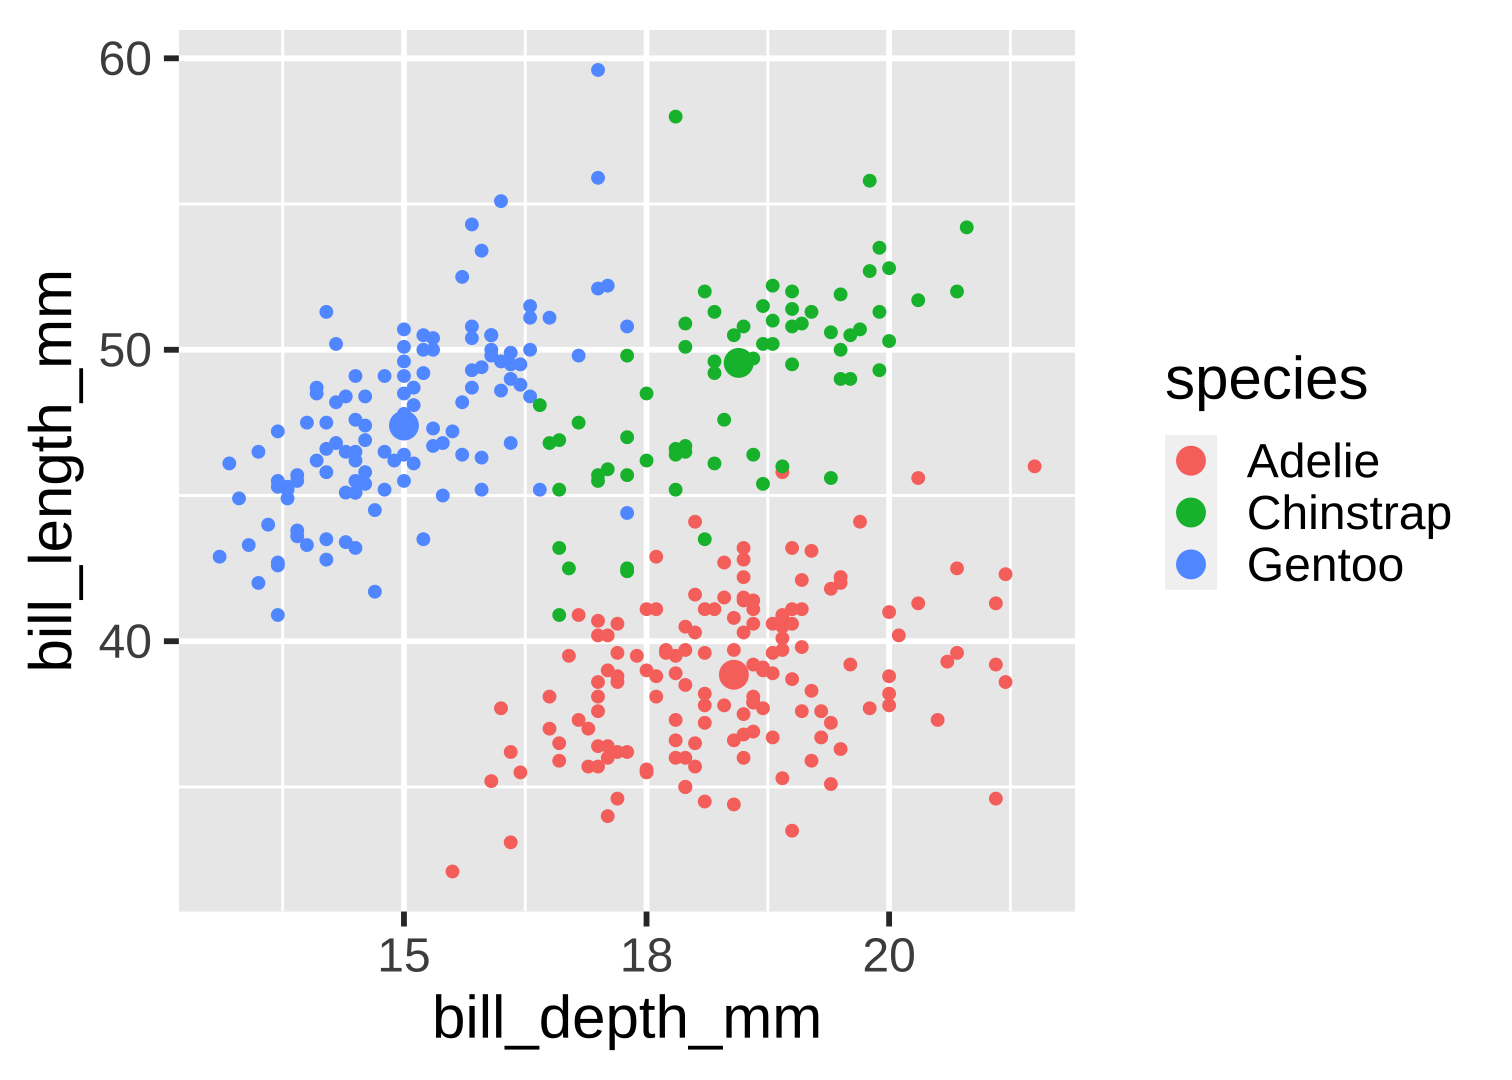 60
50
40
15 18 20
bill_length_mm
bill_depth_mm
species
Adelie
Chinstrap
Gentoo